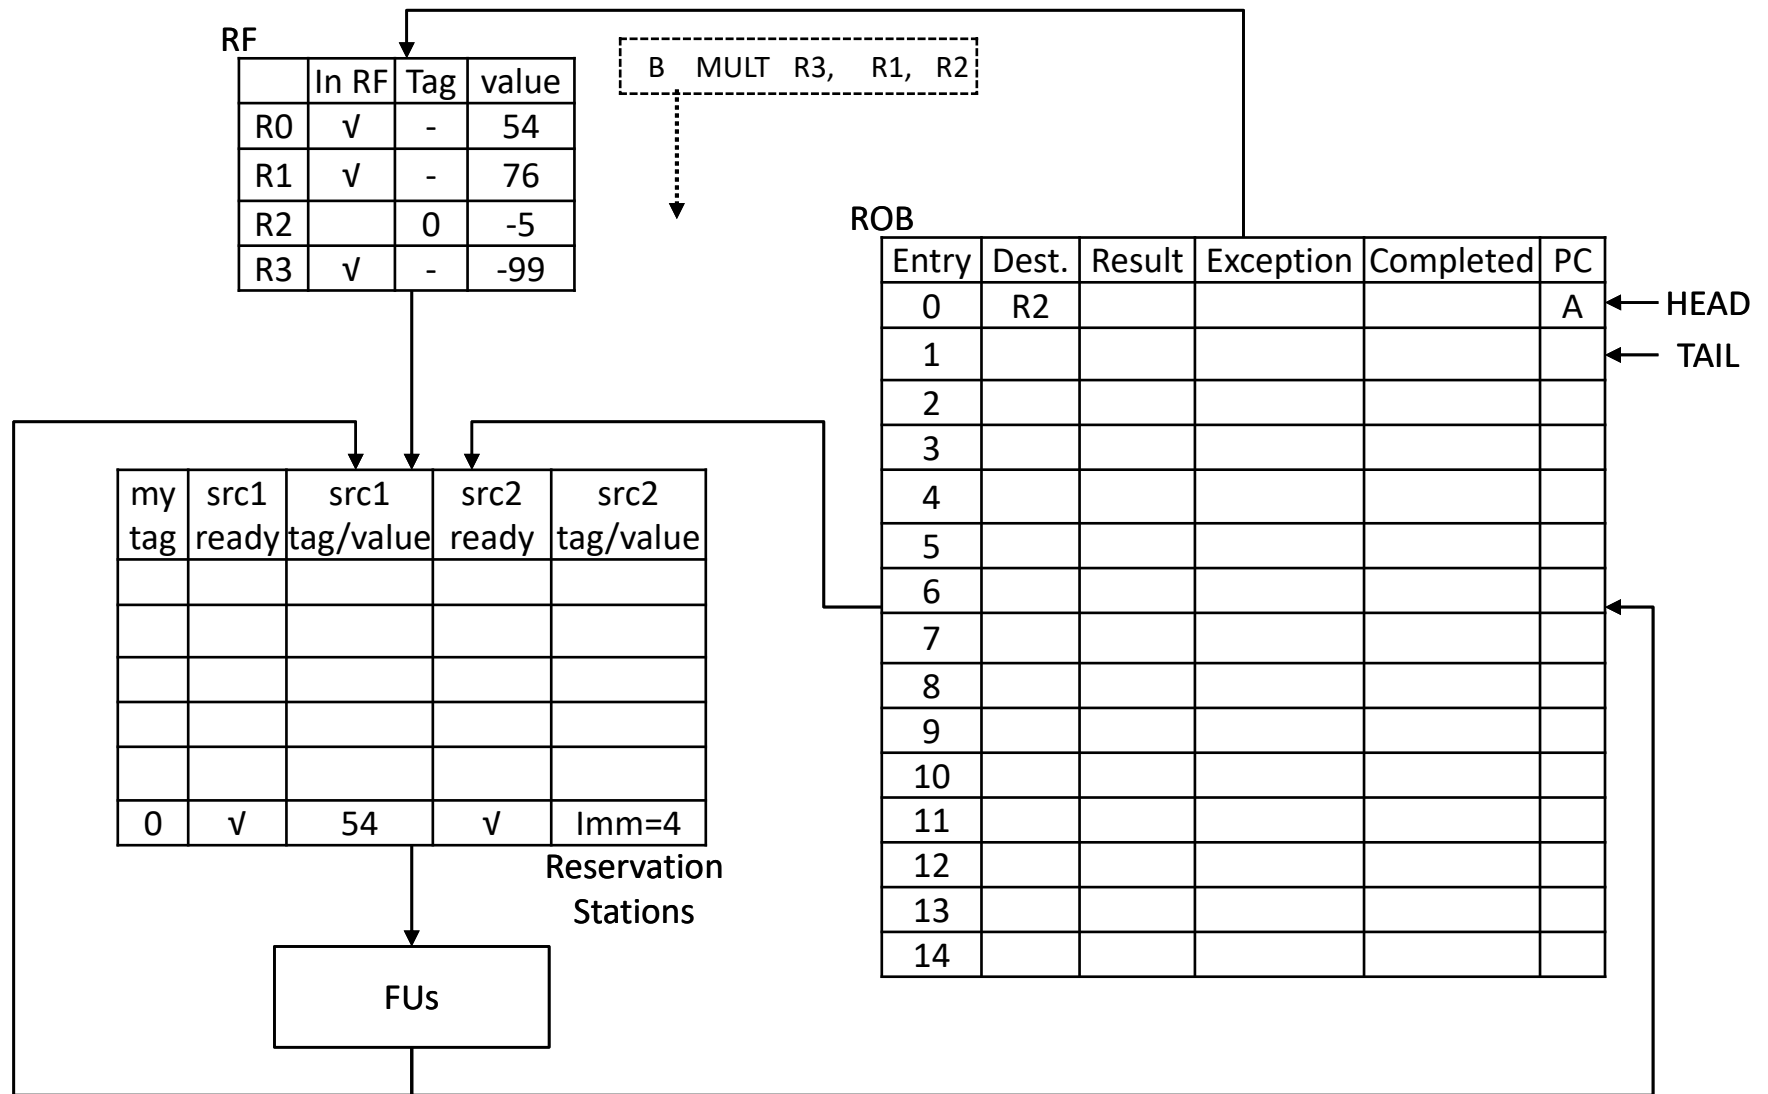 RF
In RF Tag value
R0 √ - 54
R1 √ - 76
R2 0 -5
R3 √ - -99
B MULT R3, R1, R2
ROB
Entry Dest. Result Exception Completed PC
0 R2 A
1
2
3
4
5
6
7
8
9
10
11
12
13
14
HEAD
TAIL
my src1 src1 src2 src2
tag ready tag/value ready tag/value
0 √ 54 √ Imm=4
Reservation
Stations
FUs